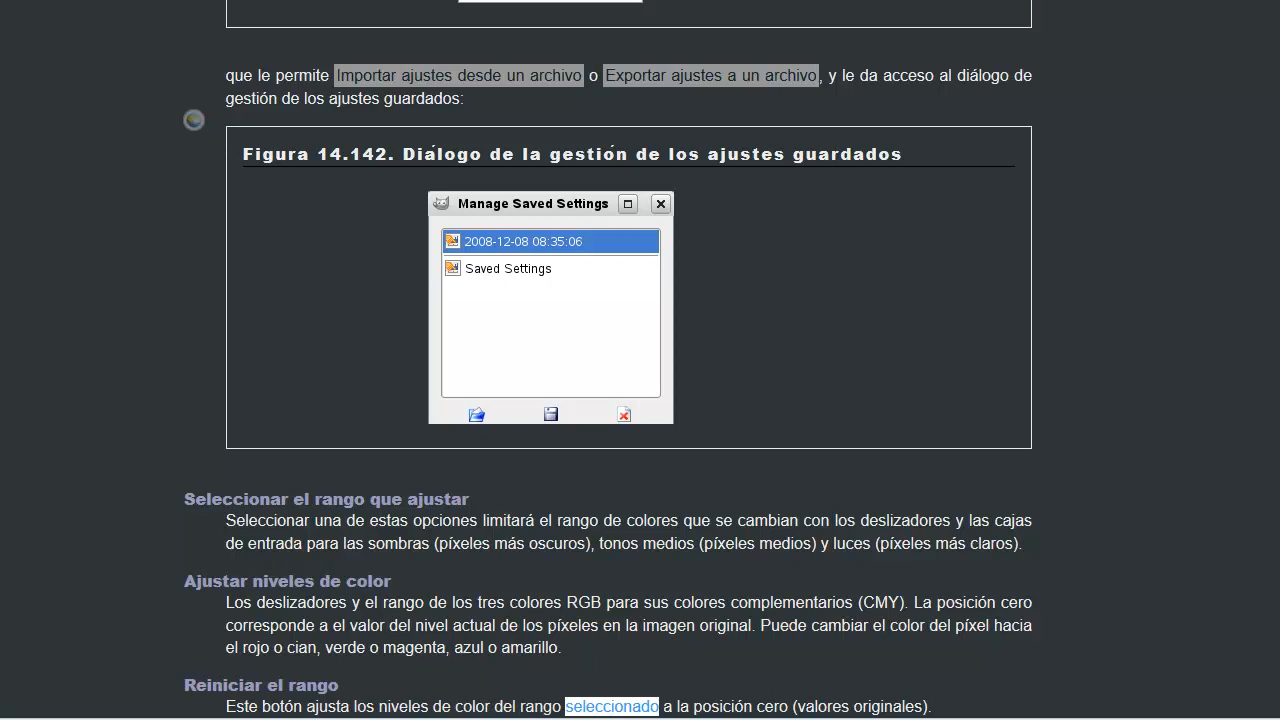 que le permite Importar ajustes desde un archivo o Exportar ajustes a un archivo, y le da acceso al diálogo de
gestión de los ajustes guardados:
Figura 14.142. Diálogo de la gestión de los ajustes guardados
Manage Saved Settings
2008-12-08 08:35:06
Saved Settings
Seleccionar el rango que ajustar
Seleccionar una de estas opciones limitará el rango de colores que se cambian con los deslizadores y las cajas
de entrada para las sombras (píxeles más oscuros), tonos medios (píxeles medios) y luces (píxeles más claros).
Ajustar niveles de color
Los deslizadores y el rango de los tres colores RGB para sus colores complementarios (CMY). La posición cero
corresponde a el valor del nivel actual de los píxeles en la imagen original. Puede cambiar el color del píxel hacia
el rojo o cian, verde o magenta, azul o amarillo.
Reiniciar el rango
Este botón ajusta los niveles de color del rango seleccionado a la posición cero (valores originales).